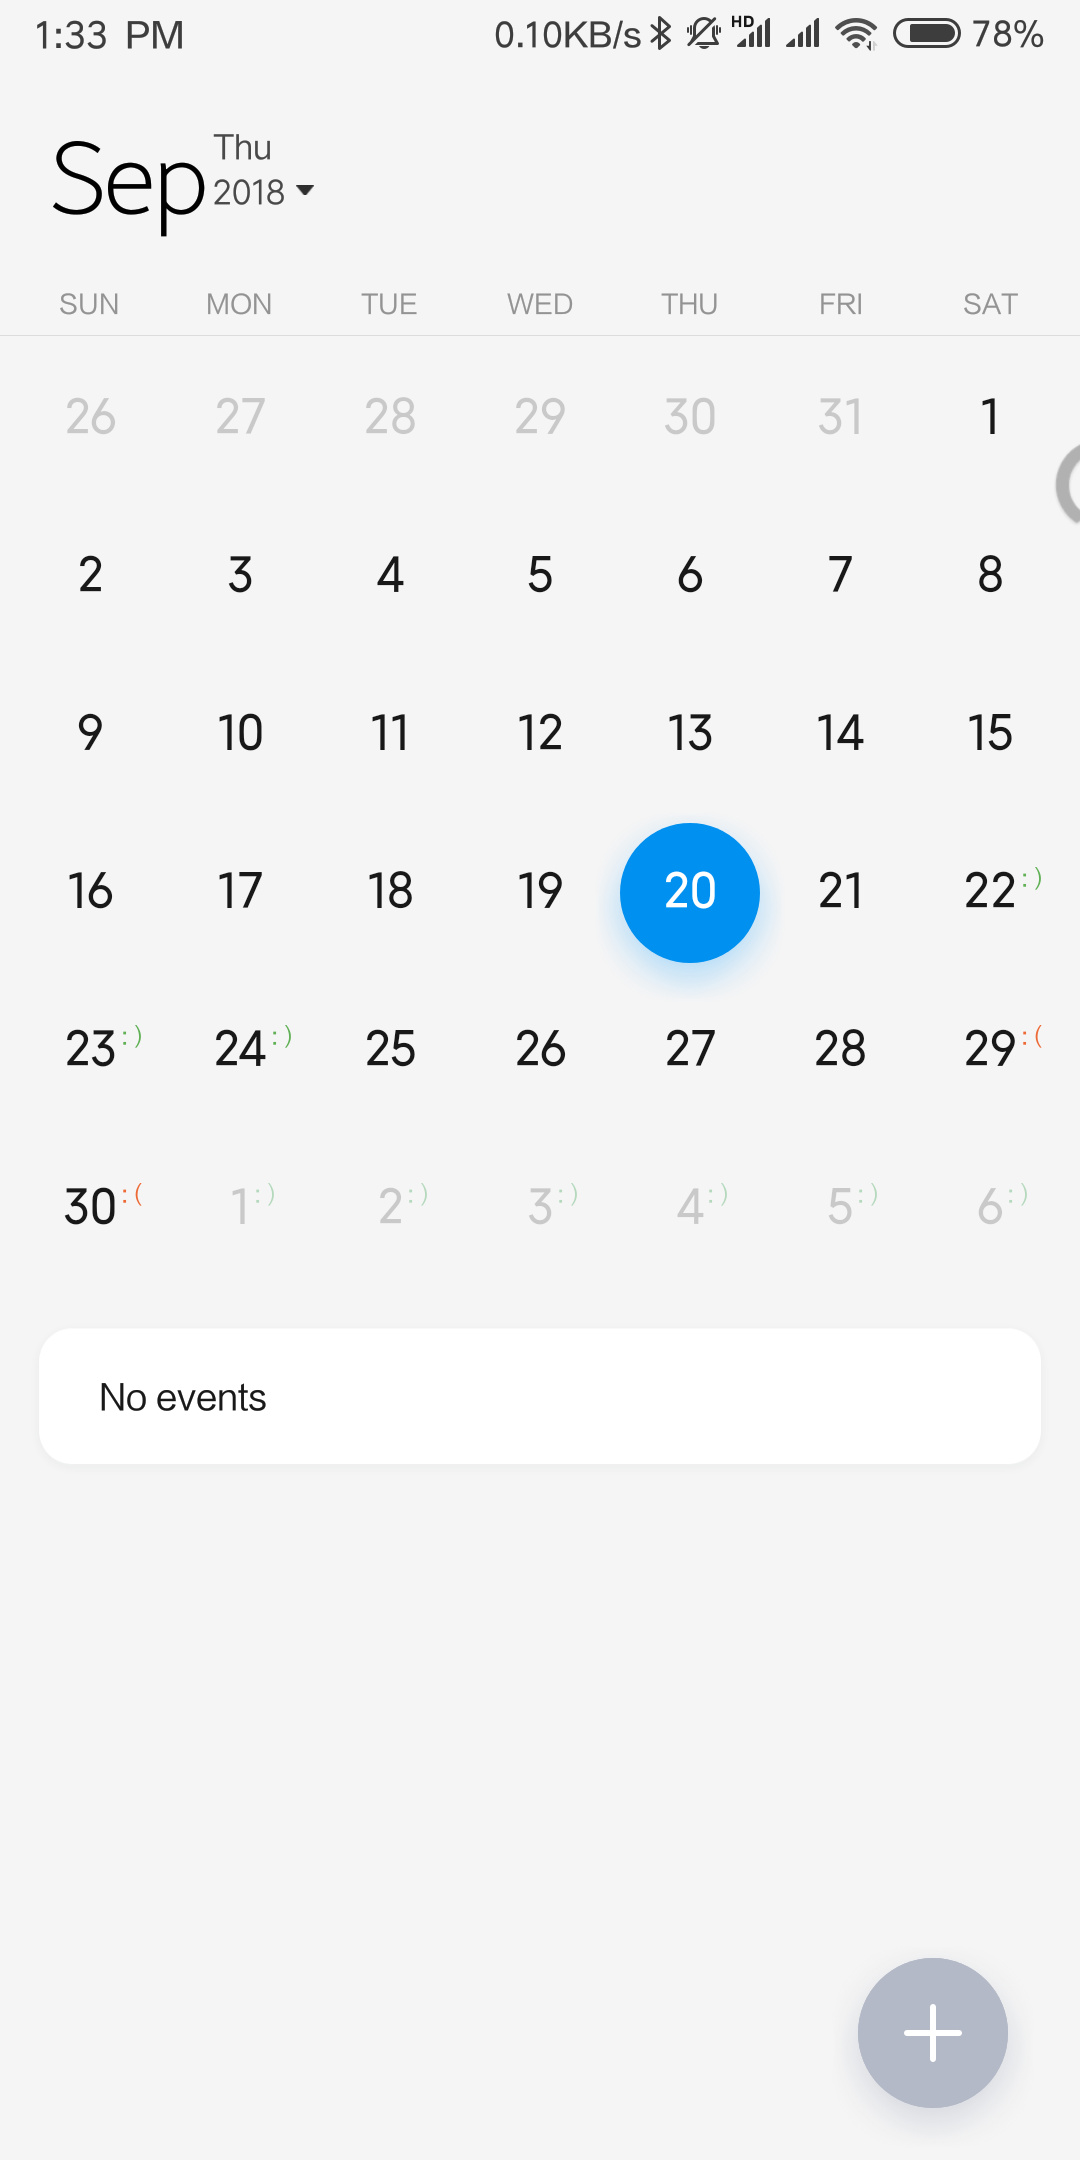 1:33 PM 0.10KB/s HD 78%
Sep Thu
2018
SUN MON TUE WED THU FRI SAT
26 27 28 29 30 31 1
2 3 4 5 6 7 8
9 10 11 12 13 14 15
16 17 18 19 20 21 22 :)
23 :) 24 :) 25 26 27 28 29 :(
30 :( 1 :) 2 :) 3 :) 4 :) 5 :) 6 :)
No events